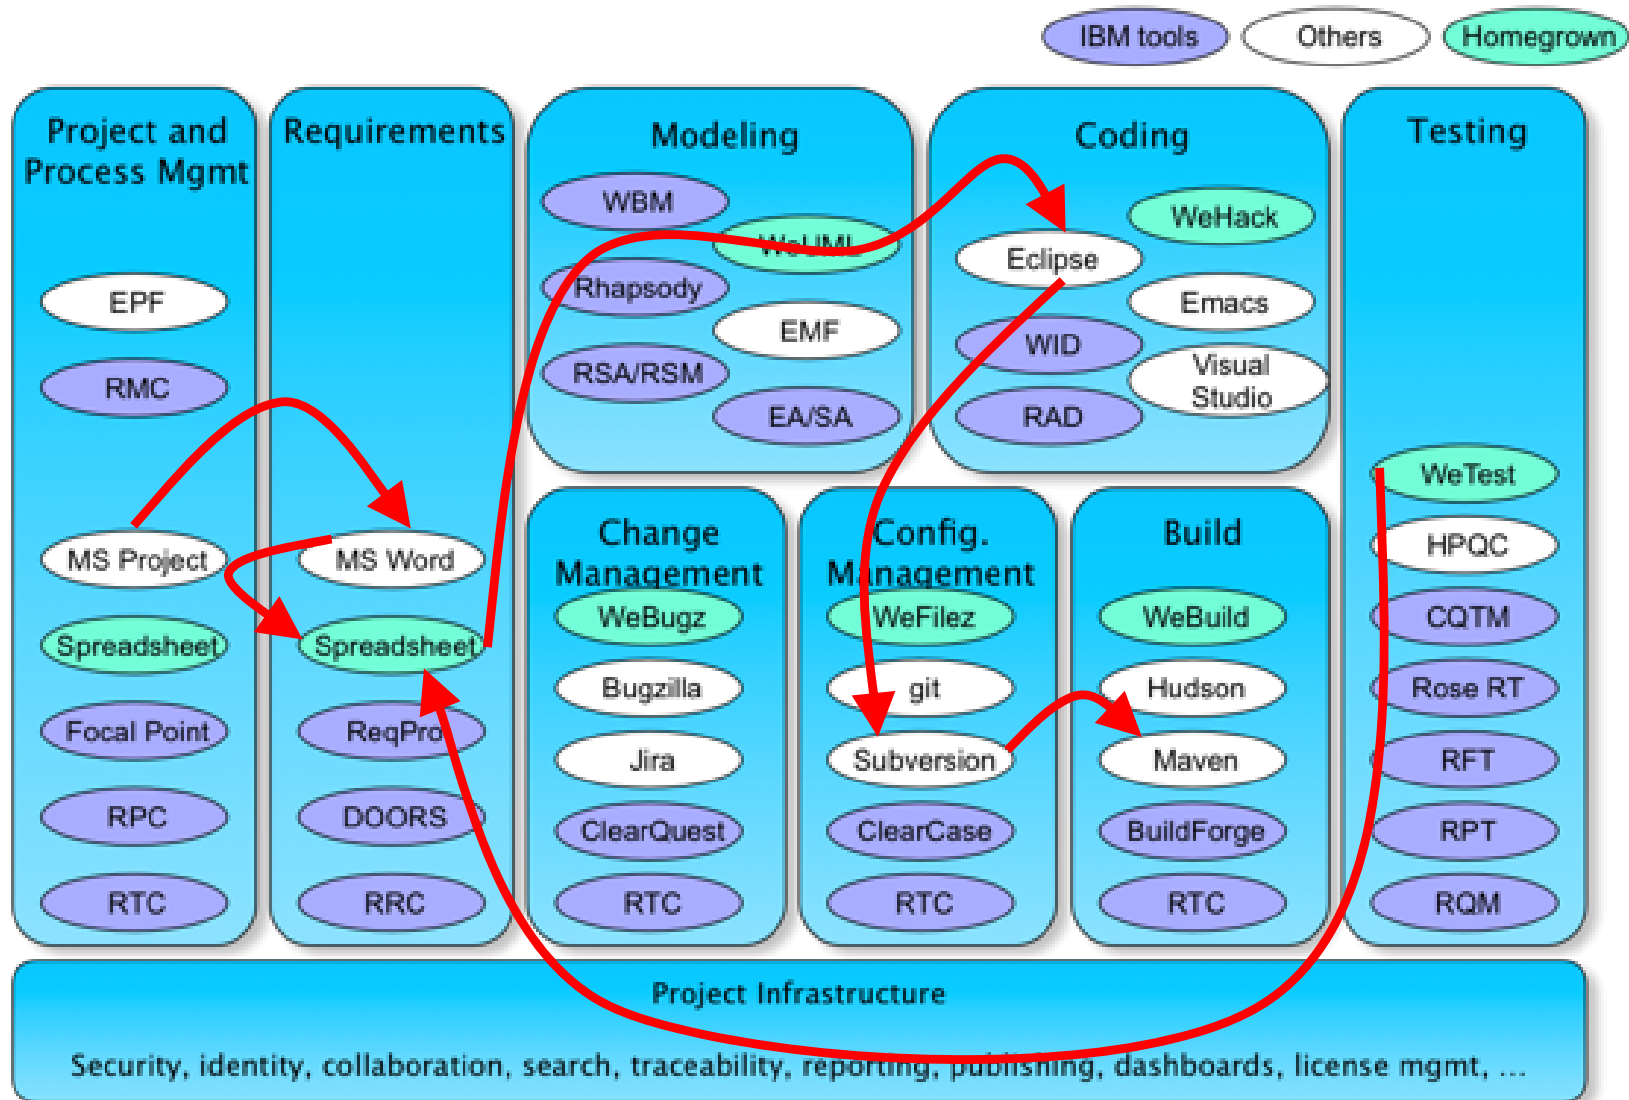 IBM tools
Others
Homegrown
Project and
Process Mgmt
EPF
RMC
MS Project
Spreadsheet
Focal Point
RPC
RTC
Requirements
MS Word
Spreadsheet
ReqPro
DOORS
RRC
Modeling
WBM
WeUML
Rhapsody
EMF
RSA/RSM
EA/SA
Coding
WeHack
Eclipse
Emacs
WID
Visual
Studio
RAD
Change
Management
WeBugz
Bugzilla
Jira
ClearQuest
RTC
Config.
Management
WeFilez
git
Subversion
ClearCase
RTC
Build
WeBuild
Hudson
Maven
BuildForge
RTC
Testing
WeTest
HPQC
CQTM
Rose RT
RFT
RPT
RQM
Project Infrastructure
Security, identity, collaboration, search, traceability, reporting, publishing, dashboards, license mgmt, ...